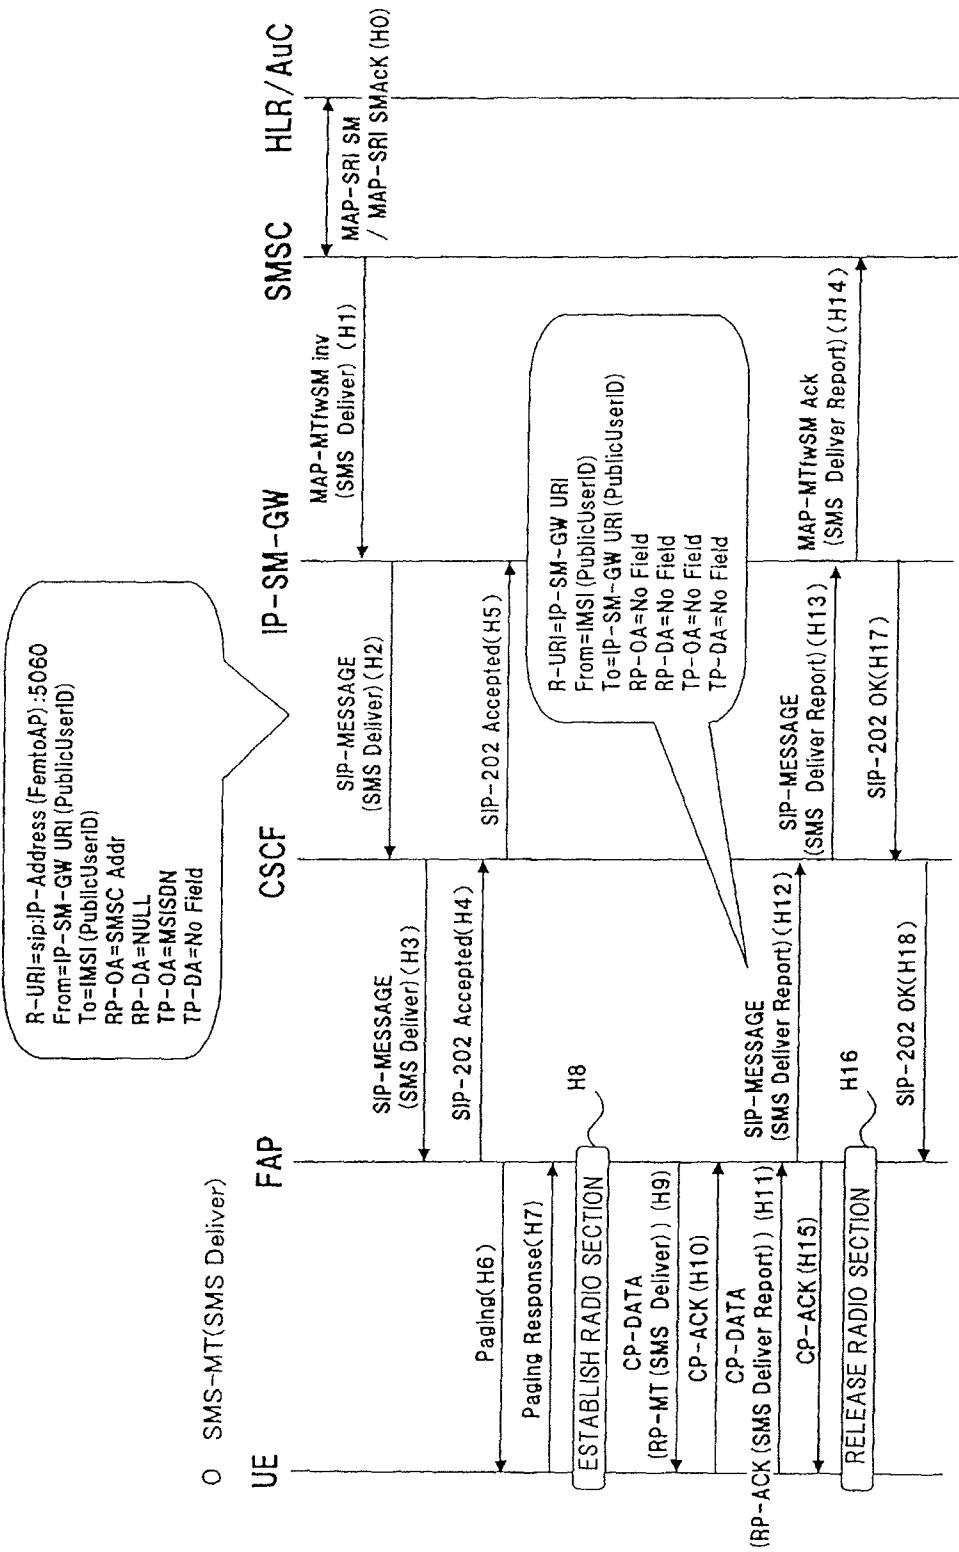 O SMS-MT(SMS Deliver)
UE
FAP
CSCF
IP-SM-GW
SMSC
HLR/AuC
R-URI=sip:IP-Address(FemtoAP):5060
From=IP-SM-GW URI(PublicUserID)
To=IMSI(PublicUserID)
RP-OA=SMSC Addr
RP-DA=NULL
TP-OA=MSISDN
TP-DA=No Field
MAP-SRI SM
/ MAP-SRI SMAcK(H0)
MAP-MTfwSM inv
(SMS Deliver) (H1)
SIP-MESSAGE
(SMS Deliver)(H2)
SIP-MESSAGE
(SMS Deliver)(H3)
SIP-202 Accepted(H4)
SIP-202 Accepted(H5)
Paging(H6)
Paging Response(H7)
ESTABLISH RADIO SECTION
H8
CP-DATA
(RP-MT(SMS Deliver)) (H9)
CP-ACK(H10)
CP-DATA
(RP-ACK(SMS Deliver Report)) (H11)
R-URI=IP-SM-GW URI
From=IMSI(PublicUserID)
To=IP-SM-GW URI(PublicUserID)
RP-OA=No Field
RP-DA=No Field
TP-OA=No Field
TP-DA=No Field
SIP-MESSAGE
(SMS Deliver Report)(H12)
SIP-MESSAGE
(SMS Deliver Report)(H13)
MAP-MTfwSM Ack
(SMS Deliver Report)(H14)
CP-ACK(H15)
RELEASE RADIO SECTION
H16
SIP-202 OK(H17)
SIP-202 OK(H18)